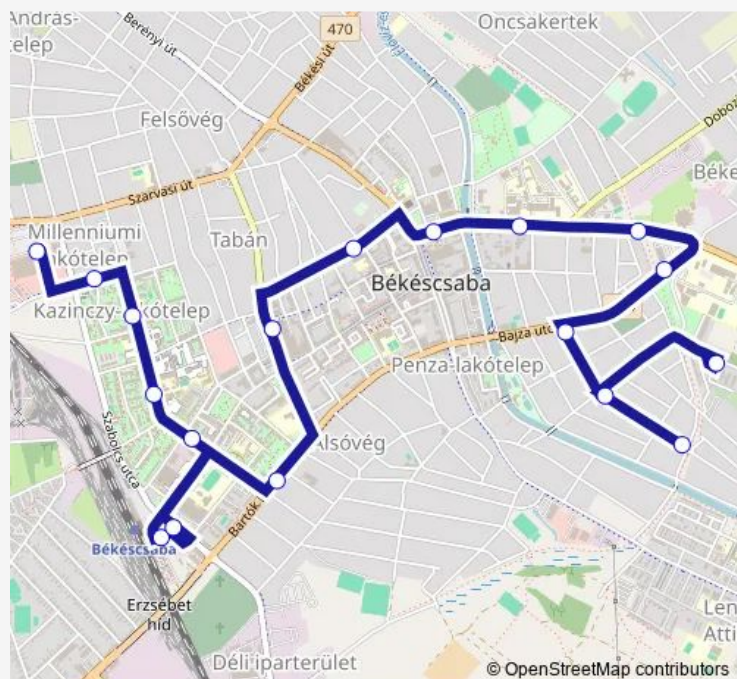 András-
telep
Berényi út
470
Békési út
Élővíz-cs
Oncsakertek
Felsővég
Szarvasi út
Doboz
Béke
Millenniumi
lakótelep
Tabán
Kazinczy-lakótelep
Békéscsaba
Bajza utca
Penza-lakótelep
Szabolcs utca
Alsóvég
Bartók
Békéscsaba
Erzsébet
híd
Déli iparterület
Len
Atti
© OpenStreetMap contributors